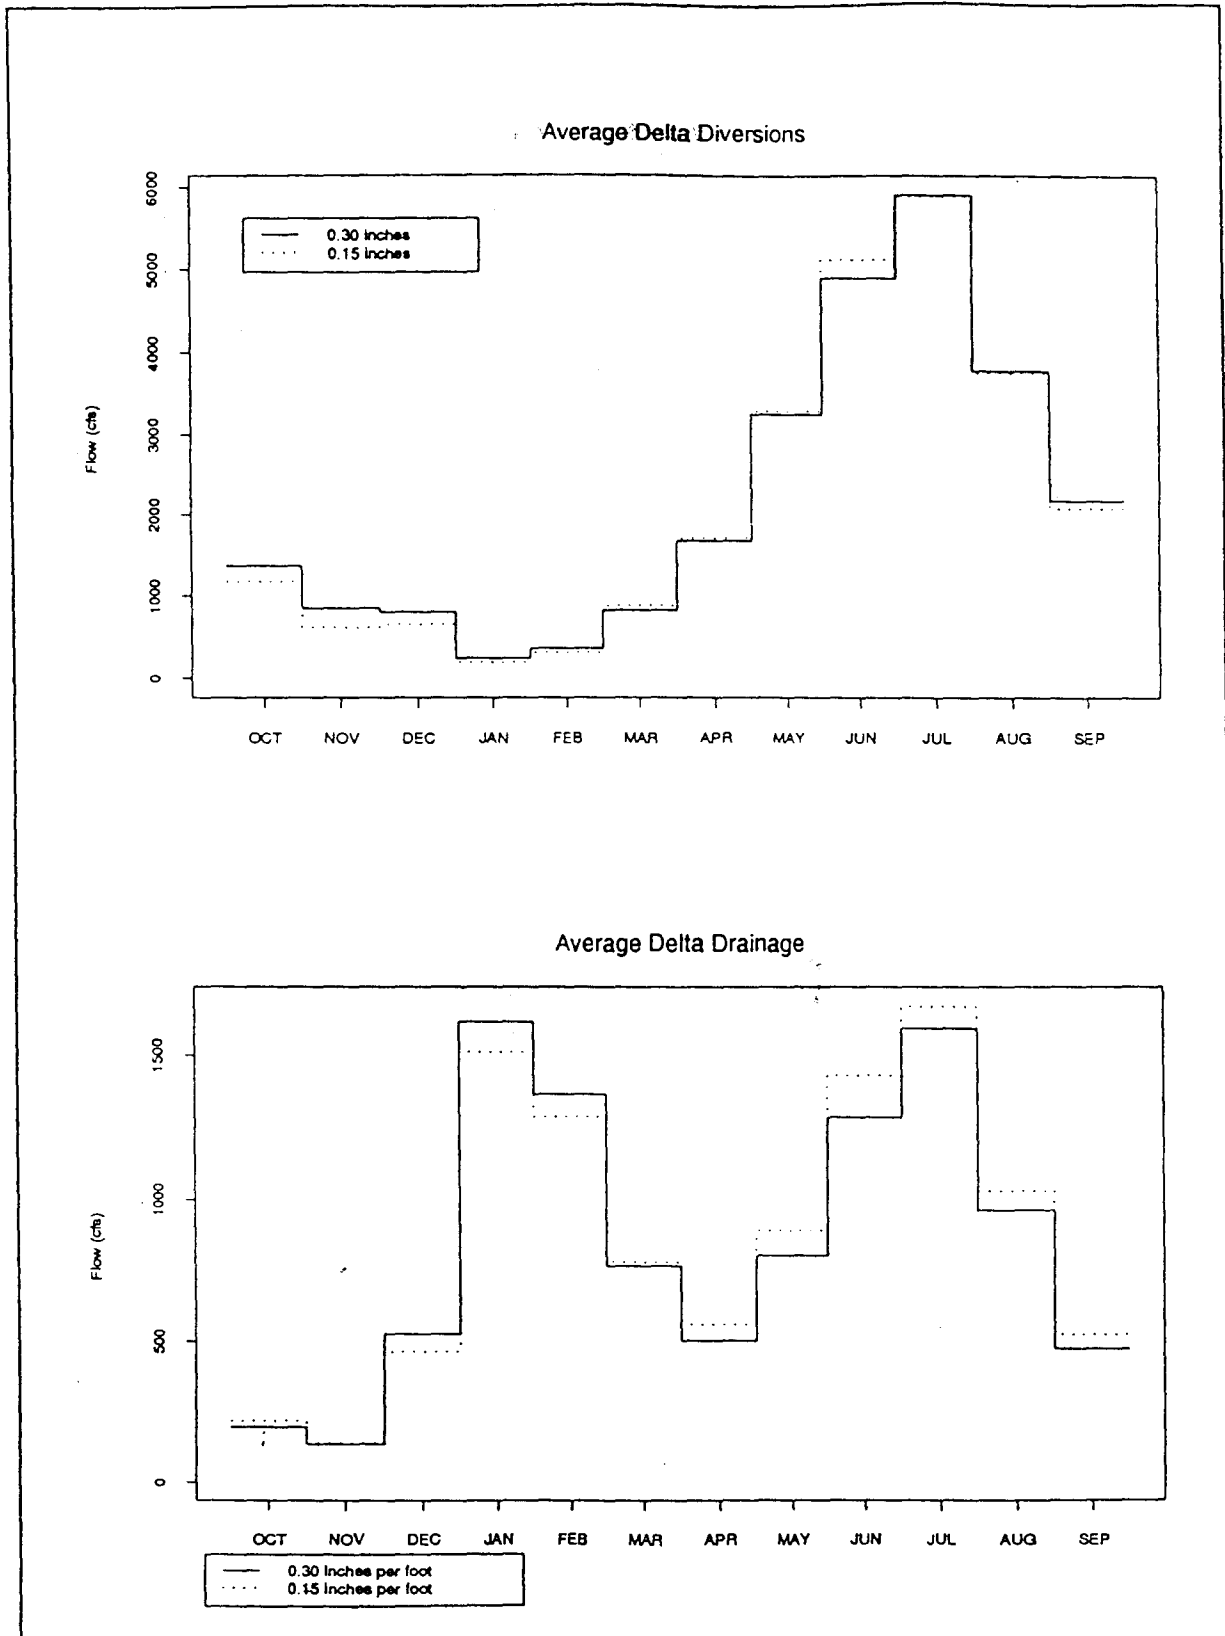 Average Delta Diversions
6000
5000
4000
3000
2000
1000
0
Flow (cfs)
0.30 inches
0.15 inches
OCT NOV DEC JAN FEB MAR APR MAY JUN JUL AUG SEP
Average Delta Drainage
1500
1000
500
0
Flow (cfs)
OCT NOV DEC JAN FEB MAR APR MAY JUN JUL AUG SEP
0.30 inches per foot
0.15 inches per foot